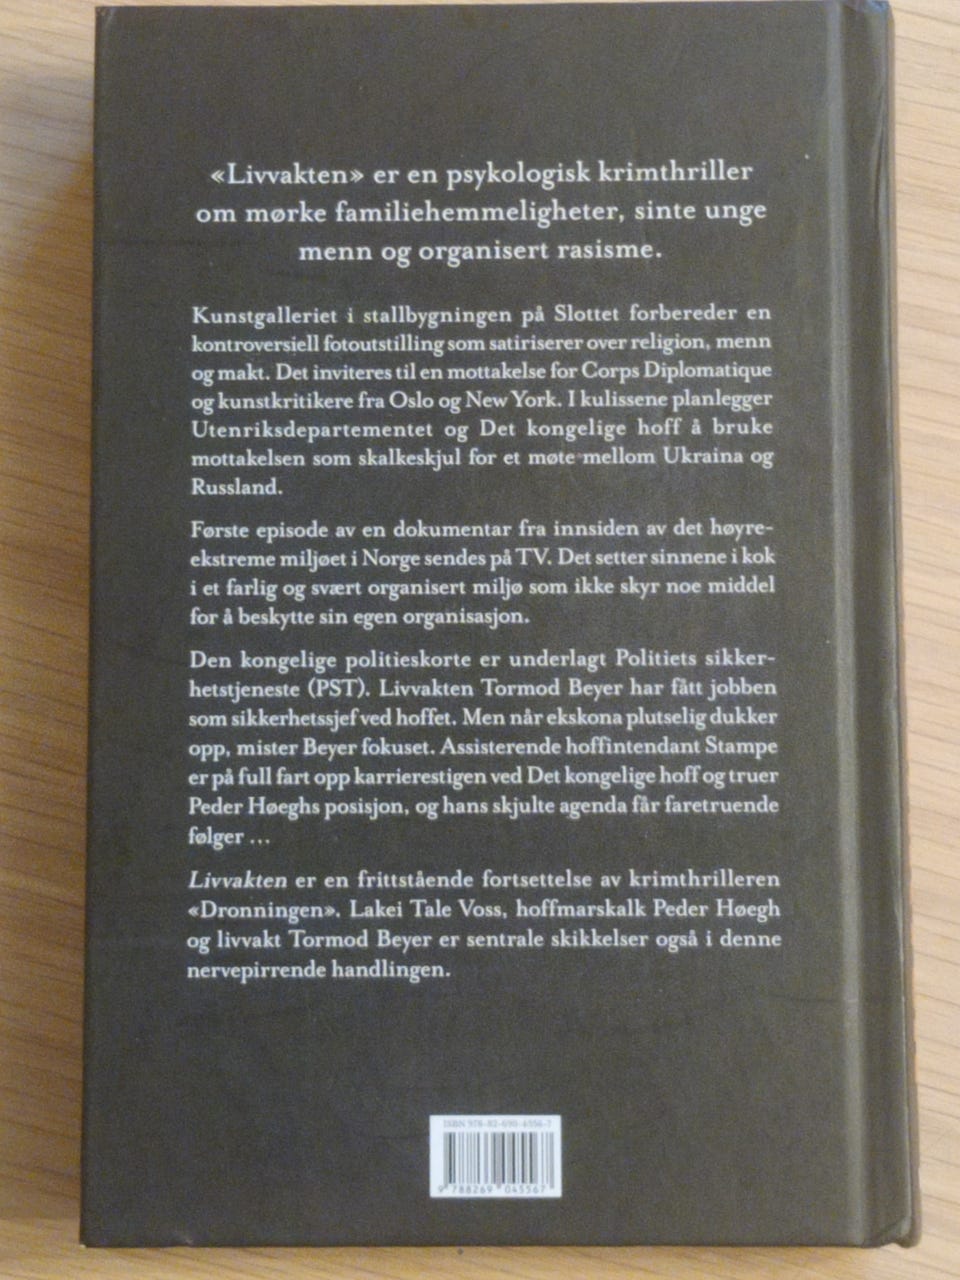 «Livvakten» er en psykologisk krimthriller
om mørke familiehemmeligheter, sinte unge
menn og organisert rasisme.
Kunstgalleriet i stallbygningen på Slottet forbereder en
kontroversiell fotoutstilling som satiriserer over religion, menn
og makt. Det inviteres til en mottakelse for Corps Diplomatique
og kunstkritikere fra Oslo og New York. I kulissene planlegger
Utenriksdepartementet og Det kongelige hoff å bruke
mottakelsen som skalkeskjul for et møte mellom Ukraina og
Russland.
Første episode av en dokumentar fra innsiden av det høyre-
ekstreme miljøet i Norge sendes på TV. Det setter sinnene i kok
i et farlig og svært organisert miljø som ikke skyr noe middel
for å beskytte sin egen organisasjon.
Den kongelige politieskorte er underlagt Politiets sikker-
hetstjeneste (PST). Livvakten Tormod Beyer har fått jobben
som sikkerhetssjef ved hoffet. Men når ekskona plutselig dukker
opp, mister Beyer fokuset. Assisterende hoffintendant Stampe
er på full fart opp karrierestigen ved Det kongelige hoff og truer
Peder Høeghs posisjon, og hans skjulte agenda får faretruende
følger ...
Livvakten er en frittstående fortsettelse av krimthrilleren
«Dronningen». Lakei Tale Voss, hoffmarskalk Peder Høegh
og livvakt Tormod Beyer er sentrale skikkelser også i denne
nervepirrende handlingen.
ISBN 978-82-690-4556-7
9 788269 045567